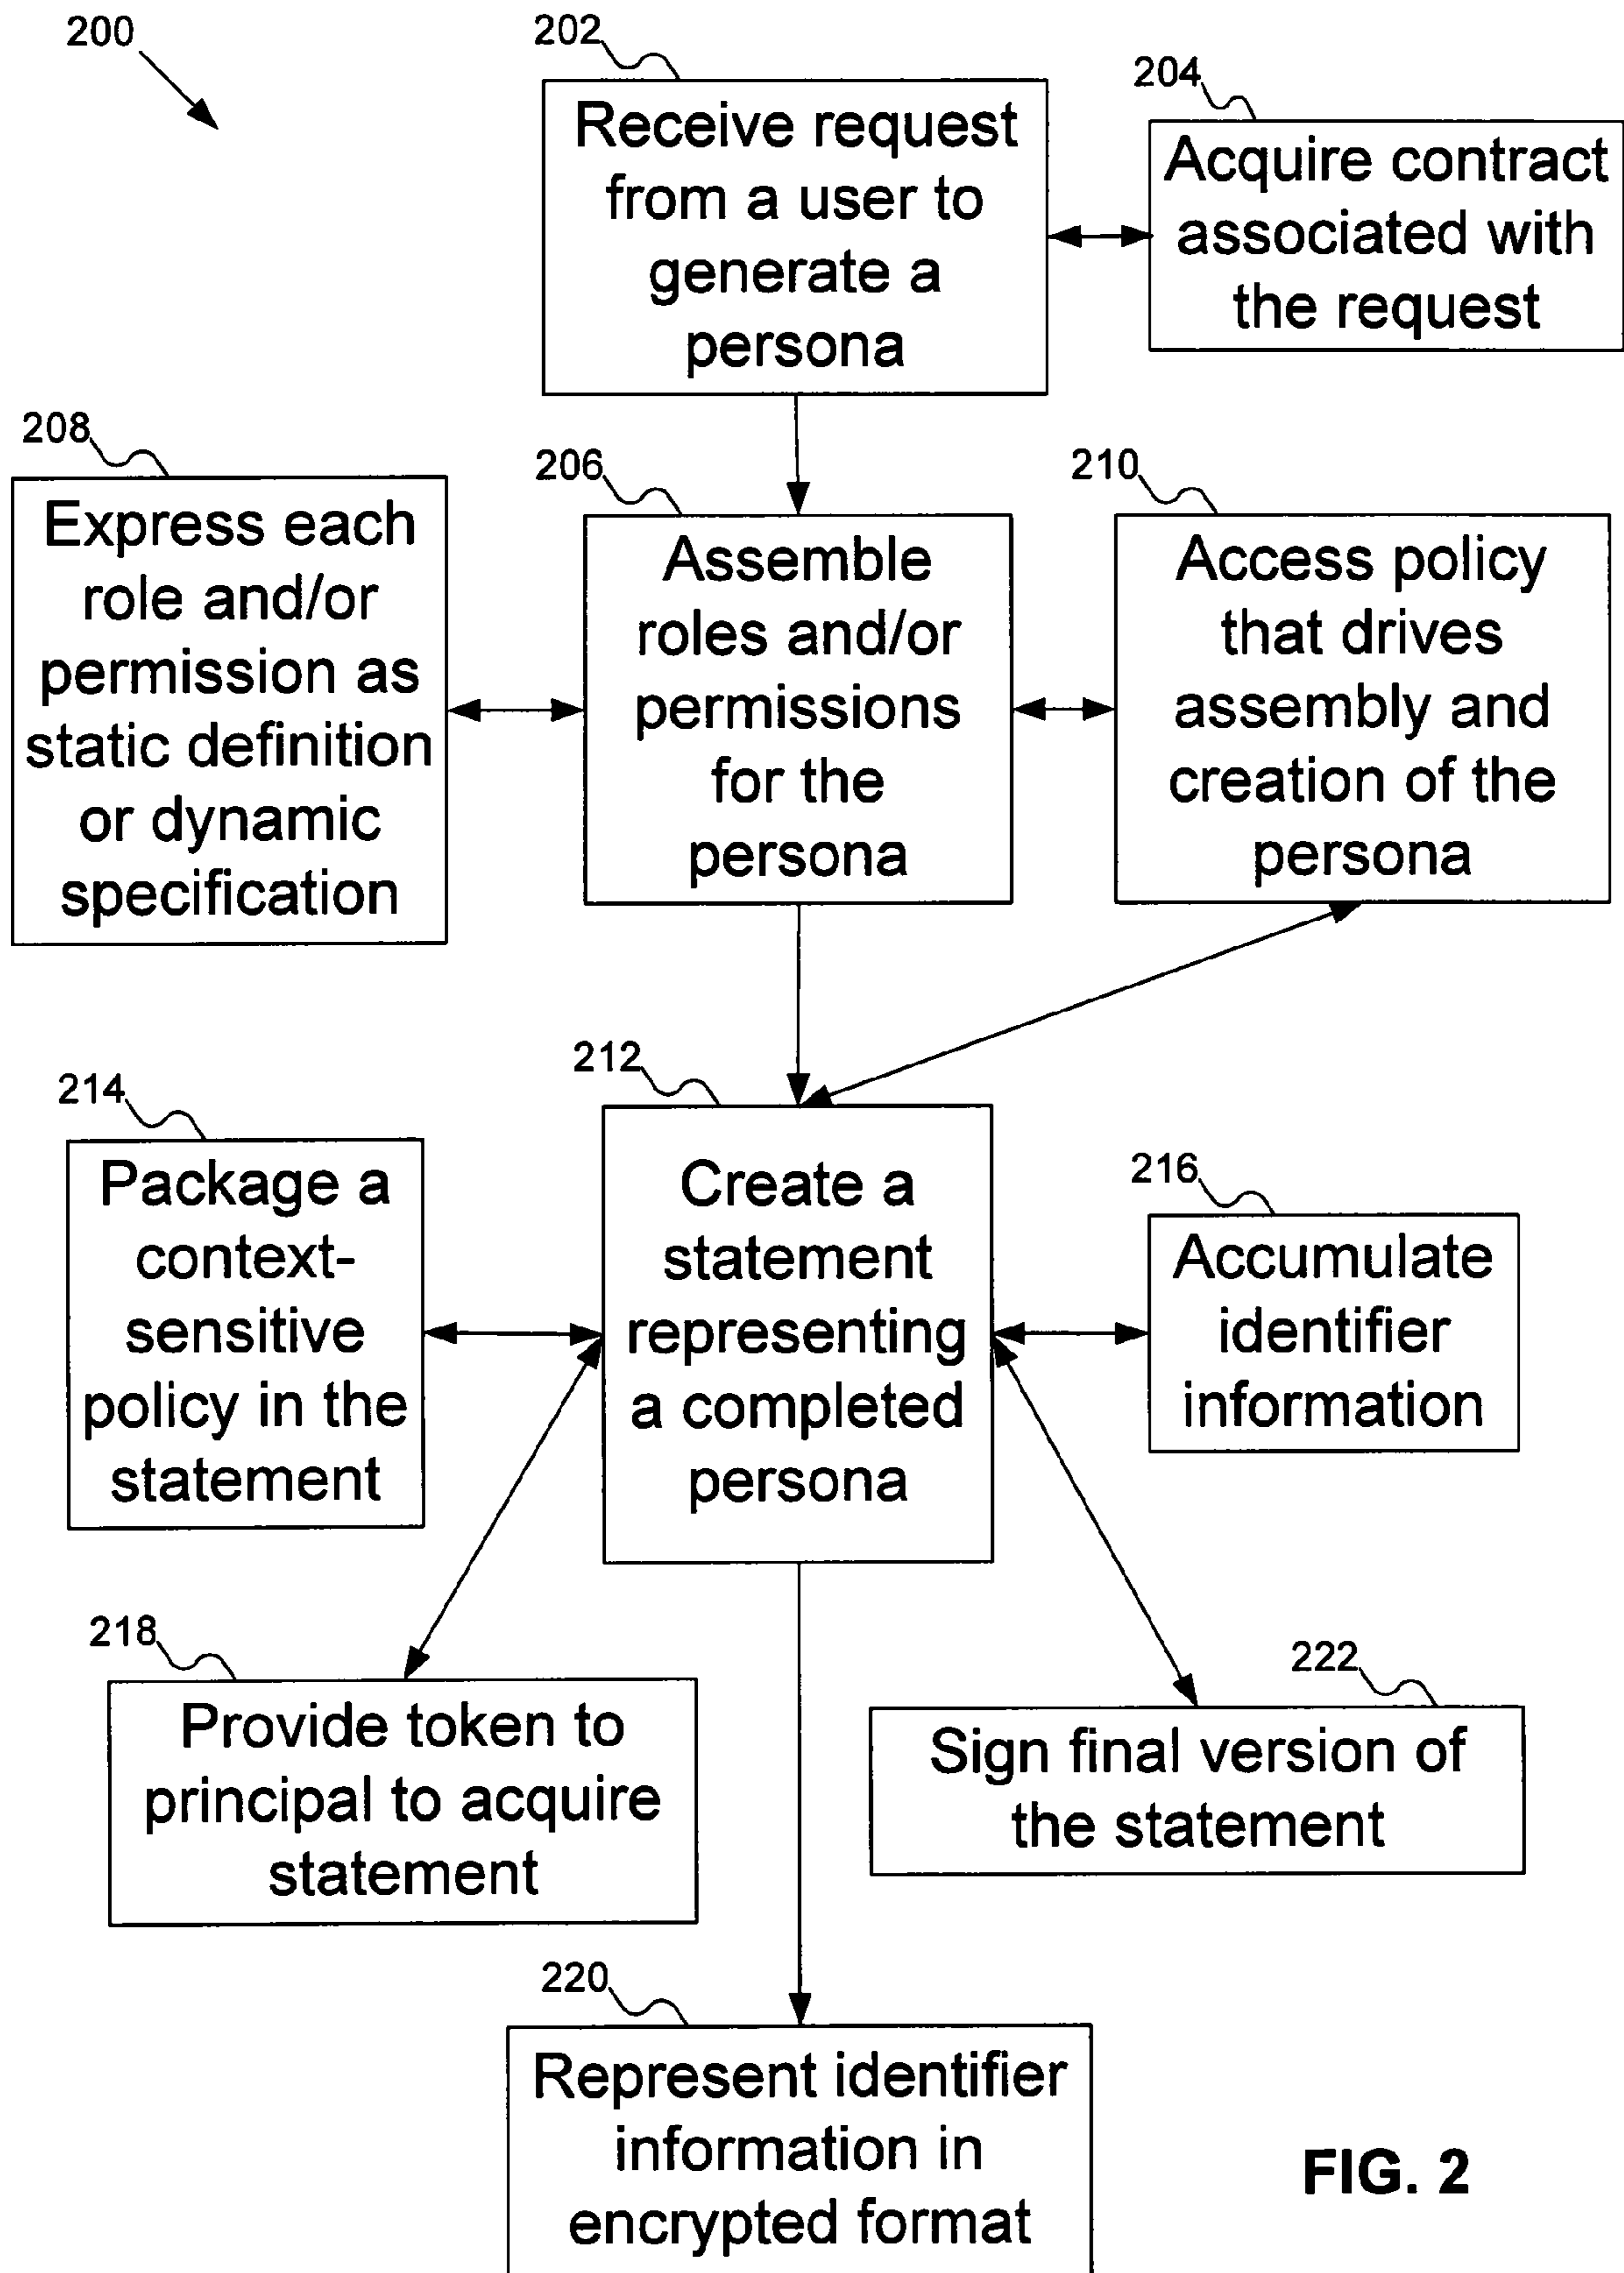 200
202
Receive request
from a user to
generate a
persona
204
Acquire contract
associated with
the request
208
Express each
role and/or
permission as
static definition
or dynamic
specification
206
Assemble
roles and/or
permissions
for the
persona
210
Access policy
that drives
assembly and
creation of the
persona
212
Create a
statement
representing
a completed
persona
214
Package a
context-
sensitive
policy in the
statement
216
Accumulate
identifier
information
218
Provide token to
principal to acquire
statement
222
Sign final version of
the statement
220
Represent identifier
information in
encrypted format
FIG. 2